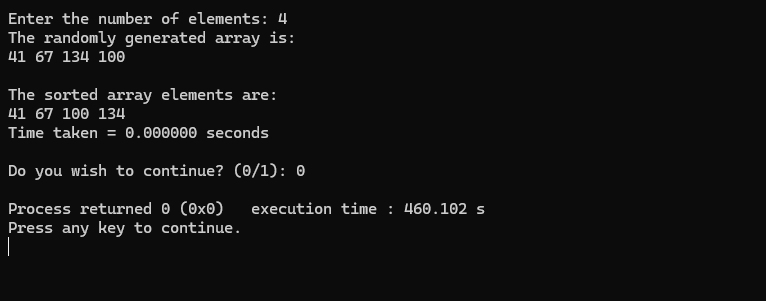 Enter the number of elements: 4
The randomly generated array is:
41 67 134 100
The sorted array elements are:
41 67 100 134
Time taken = 0.000000 seconds
Do you wish to continue? (0/1): 0
Process returned 0 (0x0)   execution time : 460.102 s
Press any key to continue.